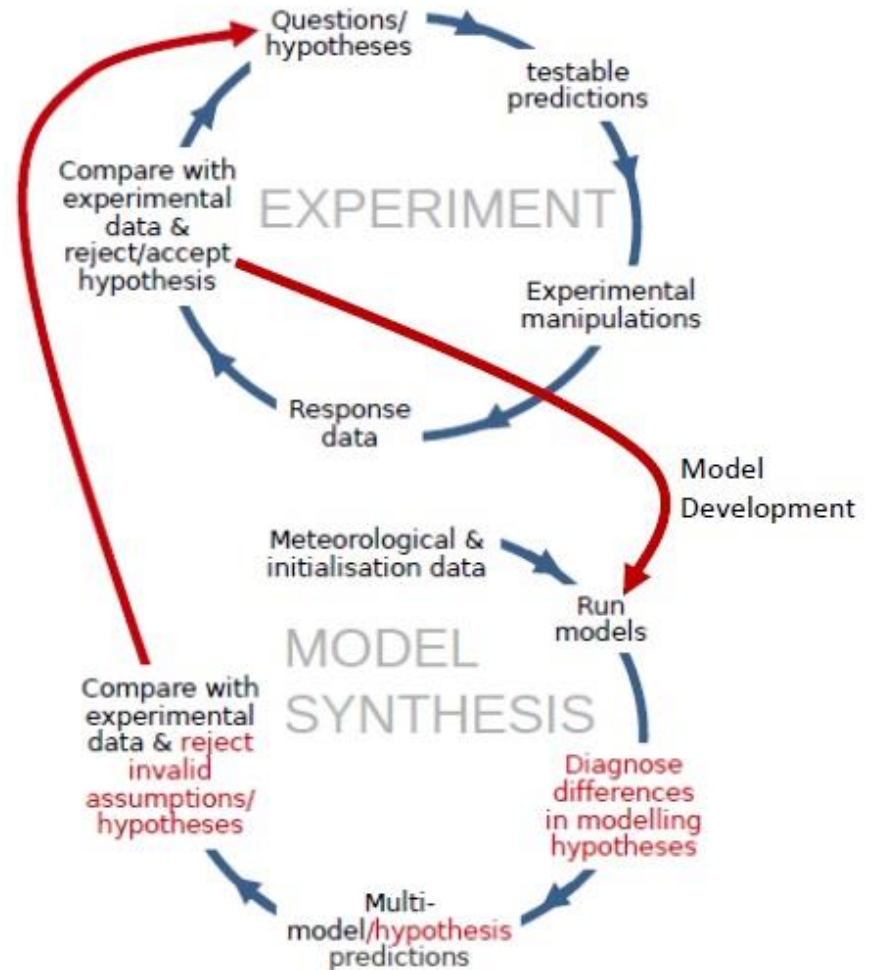 Questions/
hypotheses
testable
predictions
Compare with
experimental
data &
reject/accept
hypothesis
EXPERIMENT
Experimental
manipulations
Response
data
Model
Development
Meteorological &
initialisation data
Run
models
MODEL
SYNTHESIS
Compare with
experimental
data & reject
invalid
assumptions/
hypotheses
Diagnose
differences
in modelling
hypotheses
Multi-
model/hypothesis
predictions